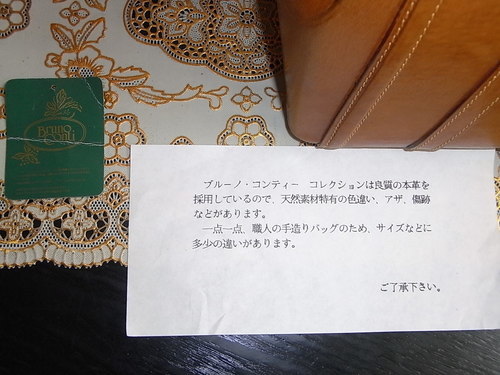 Bruno
Conti
ブルーノ・コンティー　コレクションは良質の本革を
採用しているので、天然素材特有の色違い、アザ、傷跡
などがあります。
一点一点、職人の手造りバッグのため、サイズなどに
多少の違いがあります。
ご了承下さい。